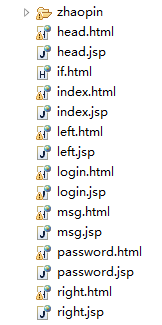 zhaopin
head.html
head.jsp
if.html
index.html
index.jsp
left.html
left.jsp
login.html
login.jsp
msg.html
msg.jsp
password.html
password.jsp
right.html
right.jsp